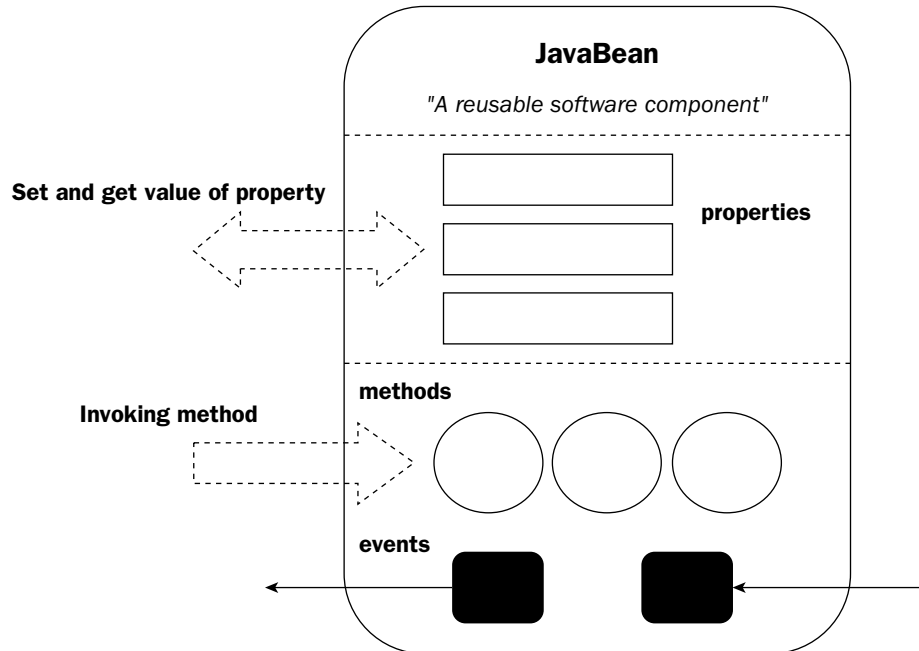 JavaBean
"A reusable software component"
Set and get value of property
properties
methods
Invoking method
events